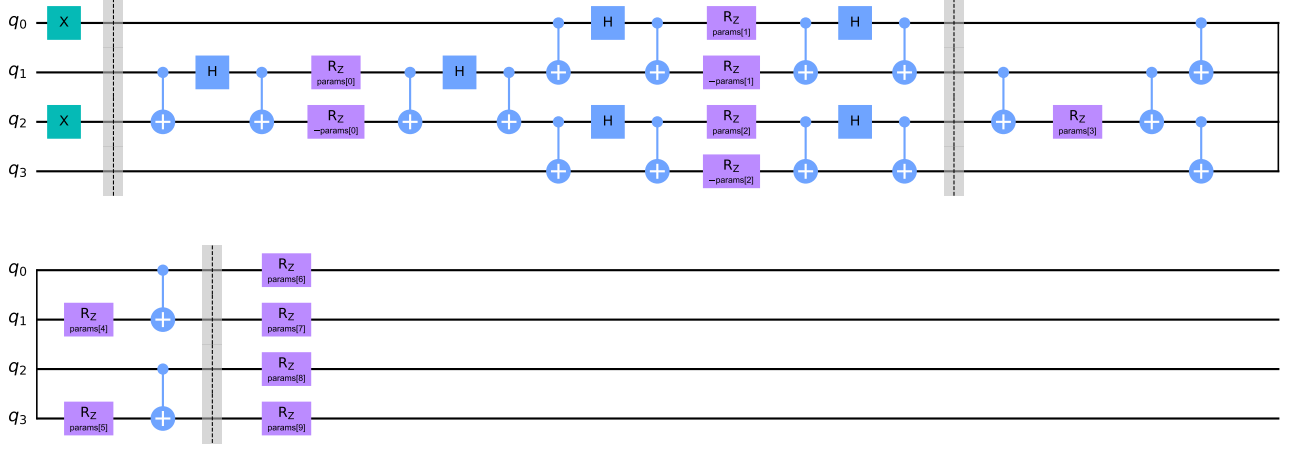 q0 X H RZ params[1] H
q1 H RZ params[0] H RZ −params[1]
q2 X RZ −params[0] H RZ params[2] H RZ params[3]
q3 RZ −params[2]
q0 RZ params[6]
q1 RZ params[4] RZ params[7]
q2 RZ params[8]
q3 RZ params[5] RZ params[9]